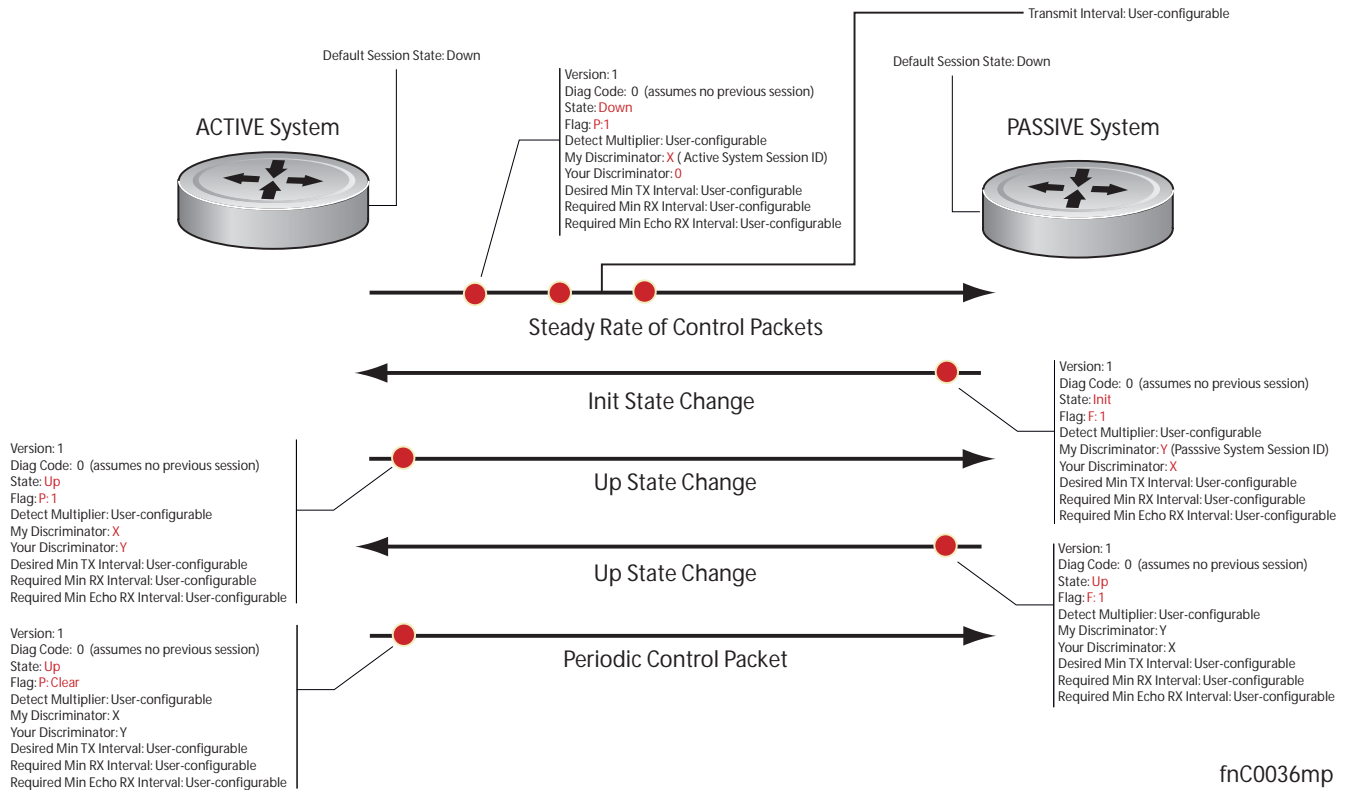 Transmit Interval: User-configurable
Default Session State: Down
Default Session State: Down
ACTIVE System
PASSIVE System
Version: 1
Diag Code: 0 (assumes no previous session)
State: Down
Flag: P:1
Detect Multiplier: User-configurable
My Discriminator: X ( Active System Session ID)
Your Discriminator: 0
Desired Min TX Interval: User-configurable
Required Min RX Interval: User-configurable
Required Min Echo RX Interval: User-configurable
Steady Rate of Control Packets
Init State Change
Version: 1
Diag Code: 0 (assumes no previous session)
State: Init
Flag: F: 1
Detect Multiplier: User-configurable
My Discriminator: Y (Passsive System Session ID)
Your Discriminator: X
Desired Min TX Interval: User-configurable
Required Min RX Interval: User-configurable
Required Min Echo RX Interval: User-configurable
Version: 1
Diag Code: 0 (assumes no previous session)
State: Up
Flag: P: 1
Detect Multiplier: User-configurable
My Discriminator: X
Your Discriminator: Y
Desired Min TX Interval: User-configurable
Required Min RX Interval: User-configurable
Required Min Echo RX Interval: User-configurable
Up State Change
Up State Change
Version: 1
Diag Code: 0 (assumes no previous session)
State: Up
Flag: F: 1
Detect Multiplier: User-configurable
My Discriminator: Y
Your Discriminator: X
Desired Min TX Interval: User-configurable
Required Min RX Interval: User-configurable
Required Min Echo RX Interval: User-configurable
Version: 1
Diag Code: 0 (assumes no previous session)
State: Up
Flag: P: Clear
Detect Multiplier: User-configurable
My Discriminator: X
Your Discriminator: Y
Desired Min TX Interval: User-configurable
Required Min RX Interval: User-configurable
Required Min Echo RX Interval: User-configurable
Periodic Control Packet
fnC0036mp